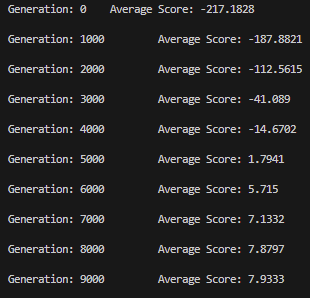 Generation: 0    Average Score: -217.1828
Generation: 1000    Average Score: -187.8821
Generation: 2000    Average Score: -112.5615
Generation: 3000    Average Score: -41.089
Generation: 4000    Average Score: -14.6702
Generation: 5000    Average Score: 1.7941
Generation: 6000    Average Score: 5.715
Generation: 7000    Average Score: 7.1332
Generation: 8000    Average Score: 7.8797
Generation: 9000    Average Score: 7.9333